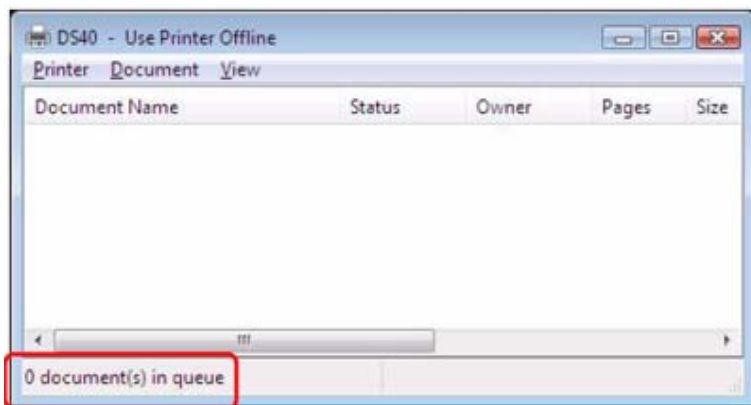 DS40 - Use Printer Offline
Printer Document View
Document Name Status Owner Pages Size
0 document(s) in queue